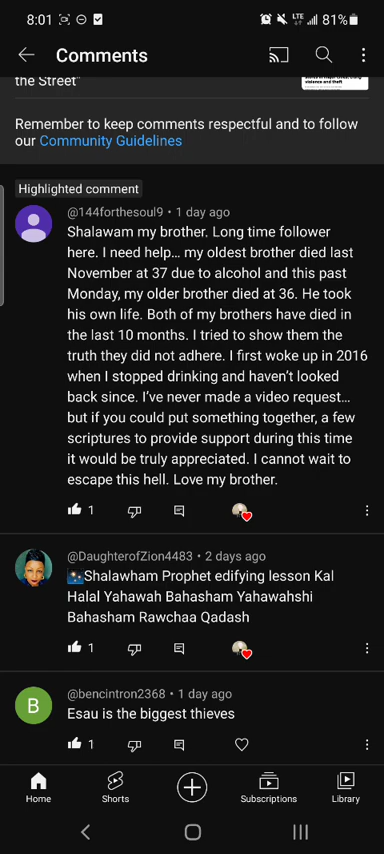 8:01
LTE
81%
Comments
the Street"
violence and theft
Remember to keep comments respectful and to follow
our Community Guidelines
Highlighted comment
@144forthesoul9 • 1 day ago
Shalawam my brother. Long time follower
here. I need help… my oldest brother died last
November at 37 due to alcohol and this past
Monday, my older brother died at 36. He took
his own life. Both of my brothers have died in
the last 10 months. I tried to show them the
truth they did not adhere. I first woke up in 2016
when I stopped drinking and haven't looked
back since. I've never made a video request…
but if you could put something together, a few
scriptures to provide support during this time
it would be truly appreciated. I cannot wait to
escape this hell. Love my brother.
1
@DaughterofZion4483 • 2 days ago
Shalawham Prophet edifying lesson Kal
Halal Yahawah Bahasham Yahawahshi
Bahasham Rawchaa Qadash
1
B
@bencintron2368 • 1 day ago
Esau is the biggest thieves
1
Home
Shorts
Subscriptions
Library